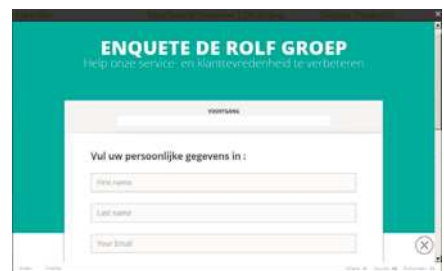 ENQUETE DE ROLF GROEP
Help onze service- en klanttevredenheid te verbeteren
VOORTGANG
Vul uw persoonlijke gegevens in :
First name
Last name
Your Email